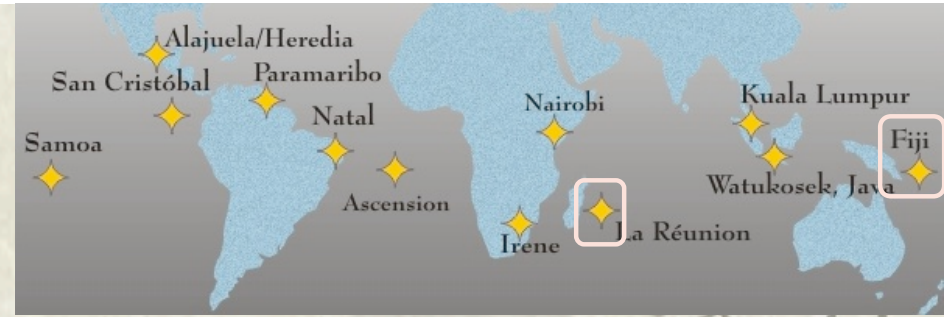 Alajuela/Heredia
San Cristóbal
Paramaribo
Nairobi
Kuala Lumpur
Natal
Fiji
Samoa
Watukosek, Java
Ascension
La Réunion
Irene